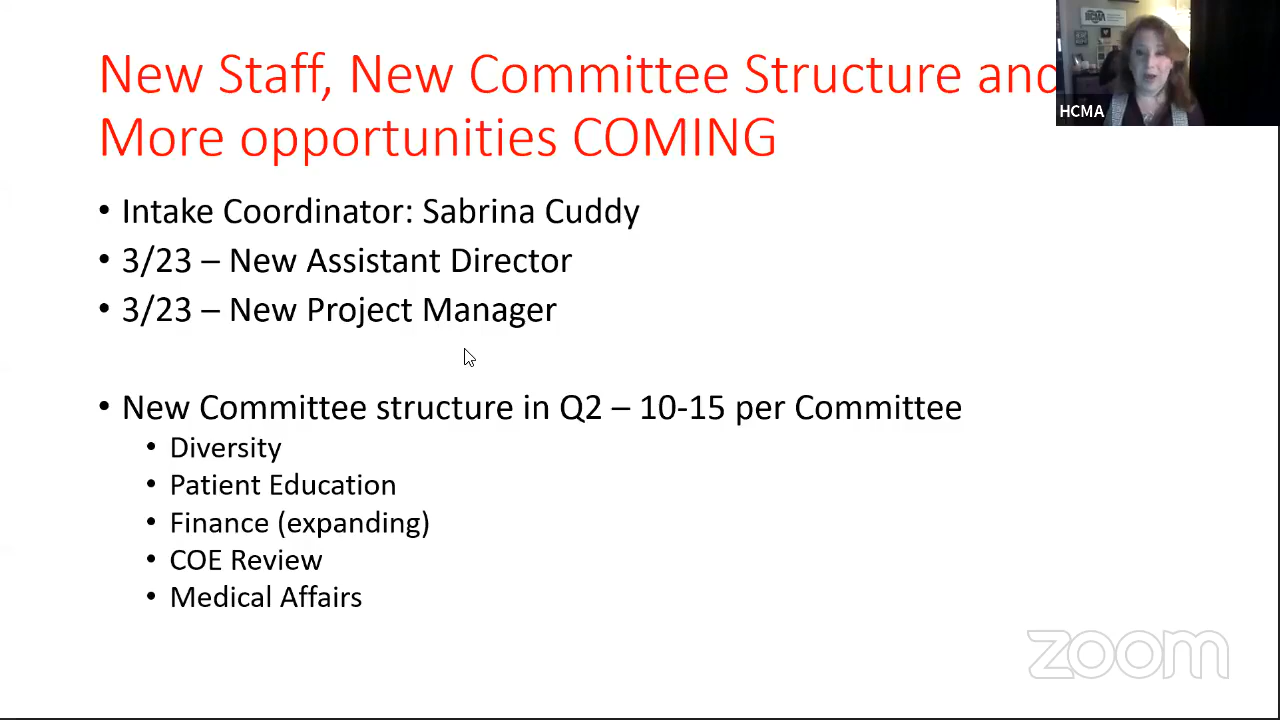 New Staff, New Committee Structure and
More opportunities COMING
HCMA
HCMA
• Intake Coordinator: Sabrina Cuddy
• 3/23 – New Assistant Director
• 3/23 – New Project Manager
• New Committee structure in Q2 – 10-15 per Committee
• Diversity
• Patient Education
• Finance (expanding)
• COE Review
• Medical Affairs
zoom